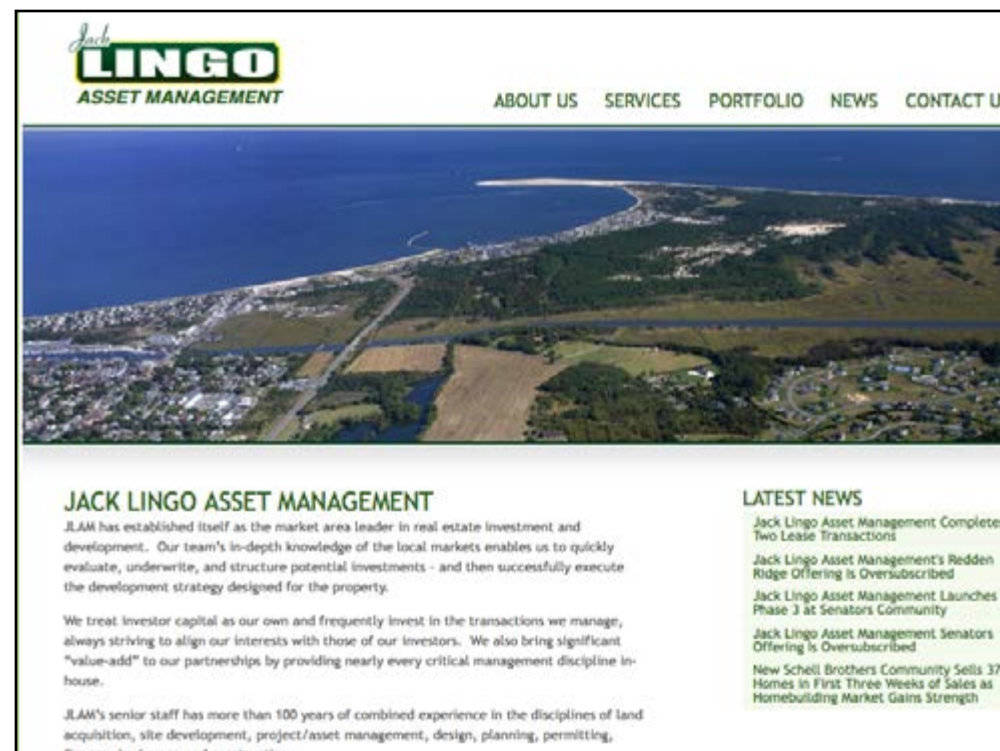 Jack
LINGO
ASSET MANAGEMENT
ABOUT US SERVICES PORTFOLIO NEWS CONTACT U
JACK LINGO ASSET MANAGEMENT
JLAM has established itself as the market area leader in real estate investment and
development. Our team's in-depth knowledge of the local markets enables us to quickly
evaluate, underwrite, and structure potential investments - and then successfully execute
the development strategy designed for the property.
We treat investor capital as our own and frequently invest in the transactions we manage,
always striving to align our interests with those of our investors. We also bring significant
"value-add" to our partnerships by providing nearly every critical management discipline in-
house.
JLAM's senior staff has more than 100 years of combined experience in the disciplines of land
acquisition, site development, project/asset management, design, planning, permitting,
LATEST NEWS
Jack Lingo Asset Management Complete
Two Lease Transactions
Jack Lingo Asset Management's Redden
Ridge Offering is Oversubscribed
Jack Lingo Asset Management Launches
Phase 3 at Senators Community
Jack Lingo Asset Management Senators
Offering is Oversubscribed
New Schell Brothers Community Sells 37
Homes in First Three Weeks of Sales as
Homebuilding Market Gains Strength